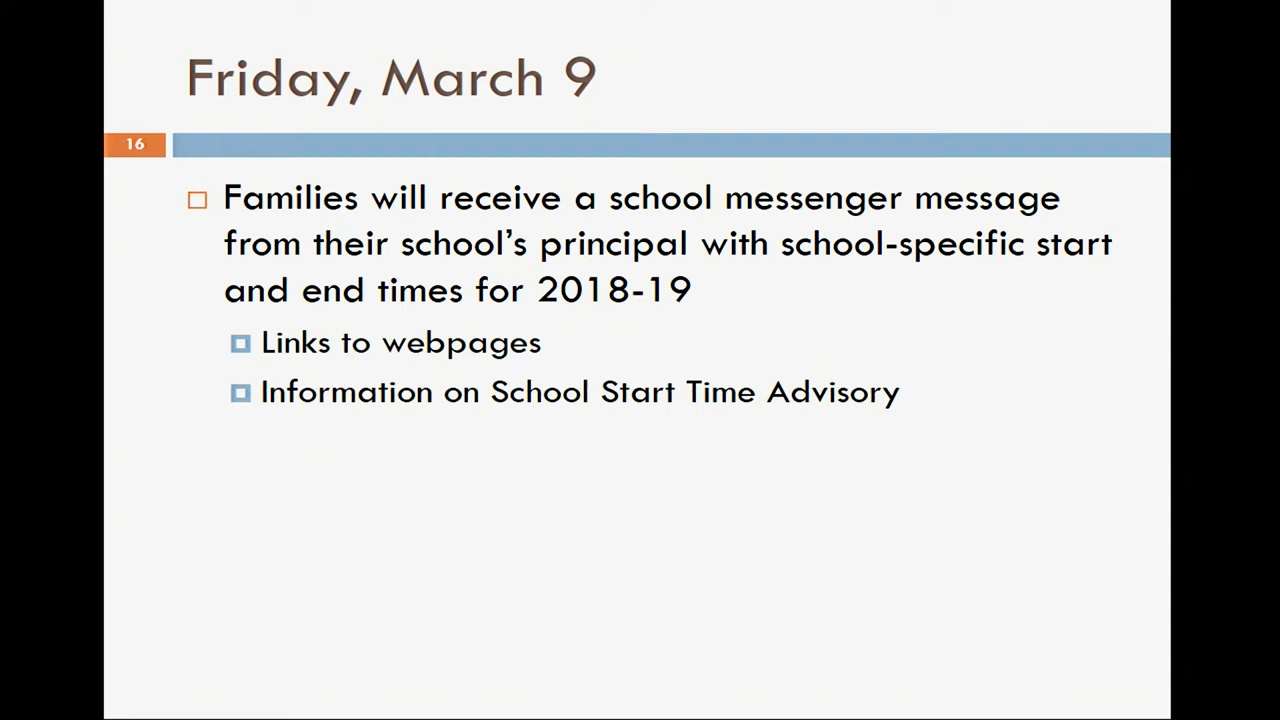 Friday, March 9
16
Families will receive a school messenger message
from their school's principal with school-specific start
and end times for 2018-19
Links to webpages
Information on School Start Time Advisory